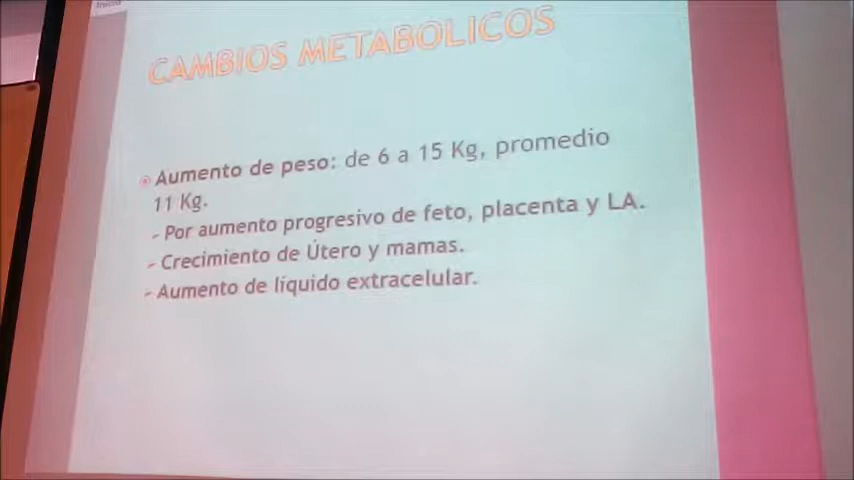 Inicio
CAMBIOS METABOLICOS
Aumento de peso: de 6 a 15 Kg, promedio
11 Kg.
- Por aumento progresivo de feto, placenta y LA.
- Crecimiento de Útero y mamas.
- Aumento de líquido extracelular.